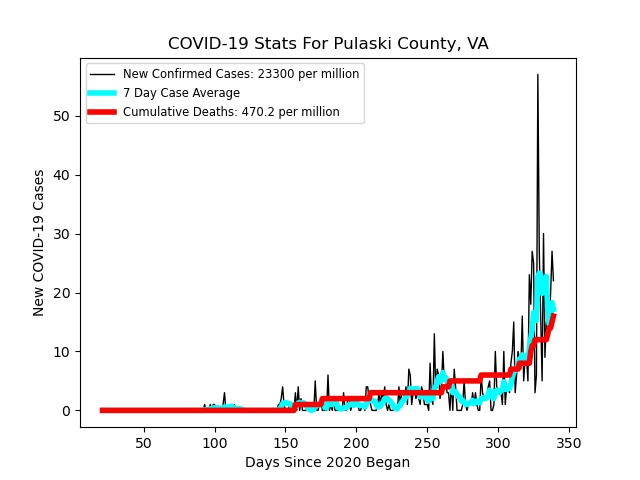 COVID-19 Stats For Pulaski County, VA
New Confirmed Cases: 23300 per million
7 Day Case Average
Cumulative Deaths: 470.2 per million
New COVID-19 Cases
50
40
30
20
10
0
50
100
150
200
250
300
350
Days Since 2020 Began